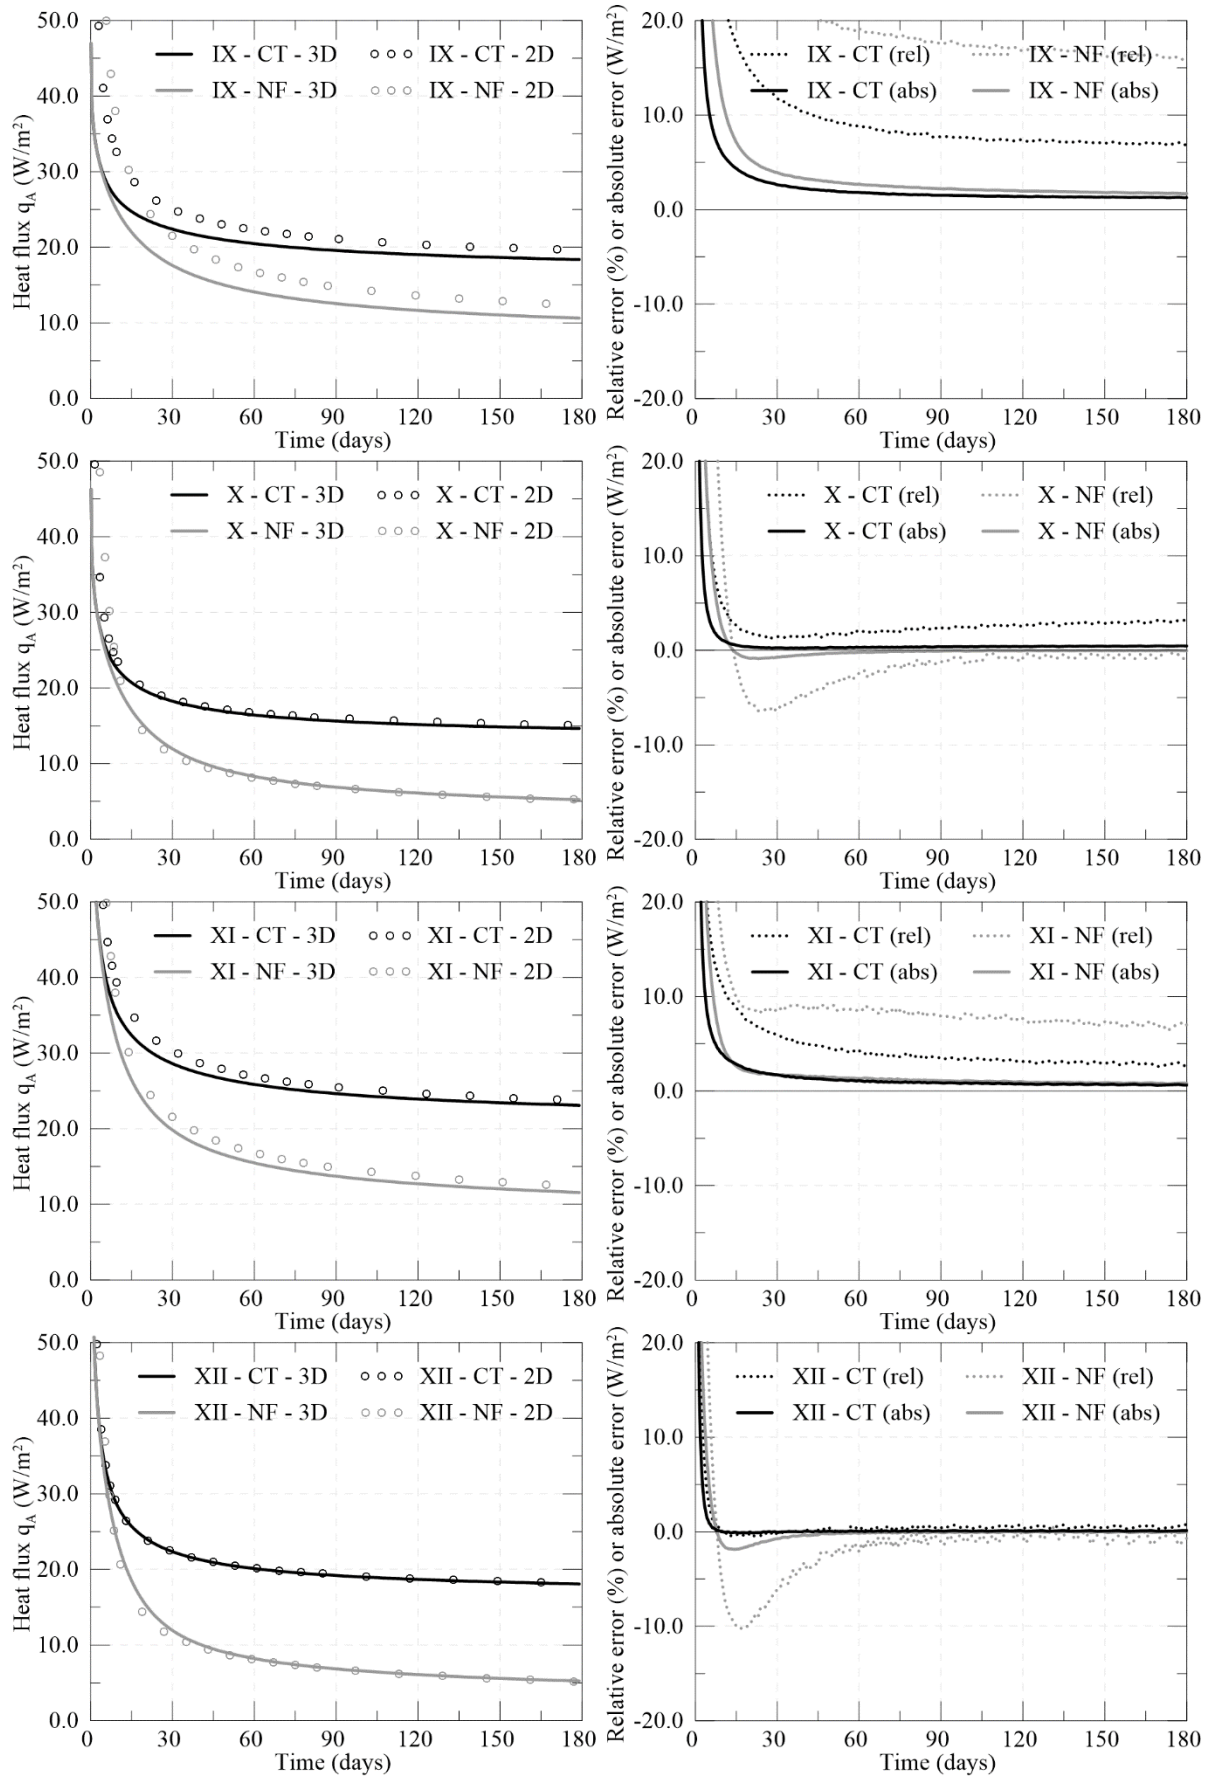 50.0
40.0
30.0
20.0
10.0
0.0
Heat flux q_A (W/m²)
IX - CT - 3D
IX - CT - 2D
IX - NF - 3D
IX - NF - 2D
0 30 60 90 120 150 180
Time (days)
20.0
10.0
0.0
-10.0
-20.0
Relative error (%) or absolute error (W/m²)
IX - CT (rel)
IX - NF (rel)
IX - CT (abs)
IX - NF (abs)
0 30 60 90 120 150 180
Time (days)
50.0
40.0
30.0
20.0
10.0
0.0
Heat flux q_A (W/m²)
X - CT - 3D
X - CT - 2D
X - NF - 3D
X - NF - 2D
0 30 60 90 120 150 180
Time (days)
20.0
10.0
0.0
-10.0
-20.0
Relative error (%) or absolute error (W/m²)
X - CT (rel)
X - NF (rel)
X - CT (abs)
X - NF (abs)
0 30 60 90 120 150 180
Time (days)
50.0
40.0
30.0
20.0
10.0
0.0
Heat flux q_A (W/m²)
XI - CT - 3D
XI - CT - 2D
XI - NF - 3D
XI - NF - 2D
0 30 60 90 120 150 180
Time (days)
20.0
10.0
0.0
-10.0
-20.0
Relative error (%) or absolute error (W/m²)
XI - CT (rel)
XI - NF (rel)
XI - CT (abs)
XI - NF (abs)
0 30 60 90 120 150 180
Time (days)
50.0
40.0
30.0
20.0
10.0
0.0
Heat flux q_A (W/m²)
XII - CT - 3D
XII - CT - 2D
XII - NF - 3D
XII - NF - 2D
0 30 60 90 120 150 180
Time (days)
20.0
10.0
0.0
-10.0
-20.0
Relative error (%) or absolute error (W/m²)
XII - CT (rel)
XII - NF (rel)
XII - CT (abs)
XII - NF (abs)
0 30 60 90 120 150 180
Time (days)